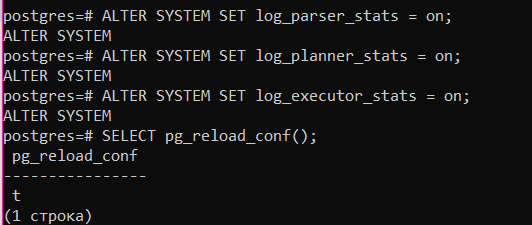 postgres=# ALTER SYSTEM SET log_parser_stats = on;
ALTER SYSTEM
postgres=# ALTER SYSTEM SET log_planner_stats = on;
ALTER SYSTEM
postgres=# ALTER SYSTEM SET log_executor_stats = on;
ALTER SYSTEM
postgres=# SELECT pg_reload_conf();
 pg_reload_conf
----------------
 t
(1 строка)